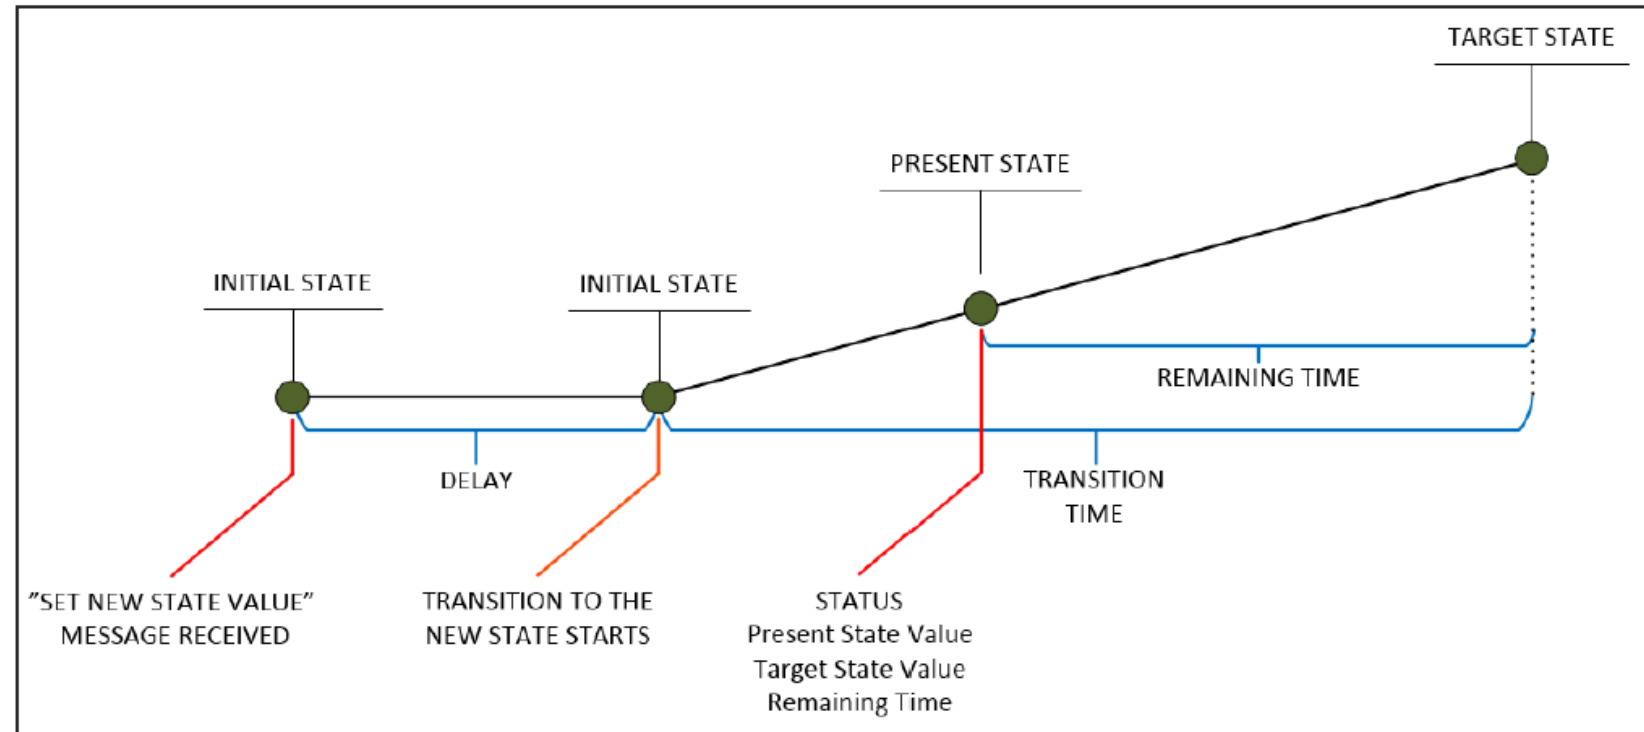 TARGET STATE
PRESENT STATE
INITIAL STATE
INITIAL STATE
REMAINING TIME
DELAY
TRANSITION
TIME
”SET NEW STATE VALUE”
MESSAGE RECEIVED
TRANSITION TO THE
NEW STATE STARTS
STATUS
Present State Value
Target State Value
Remaining Time